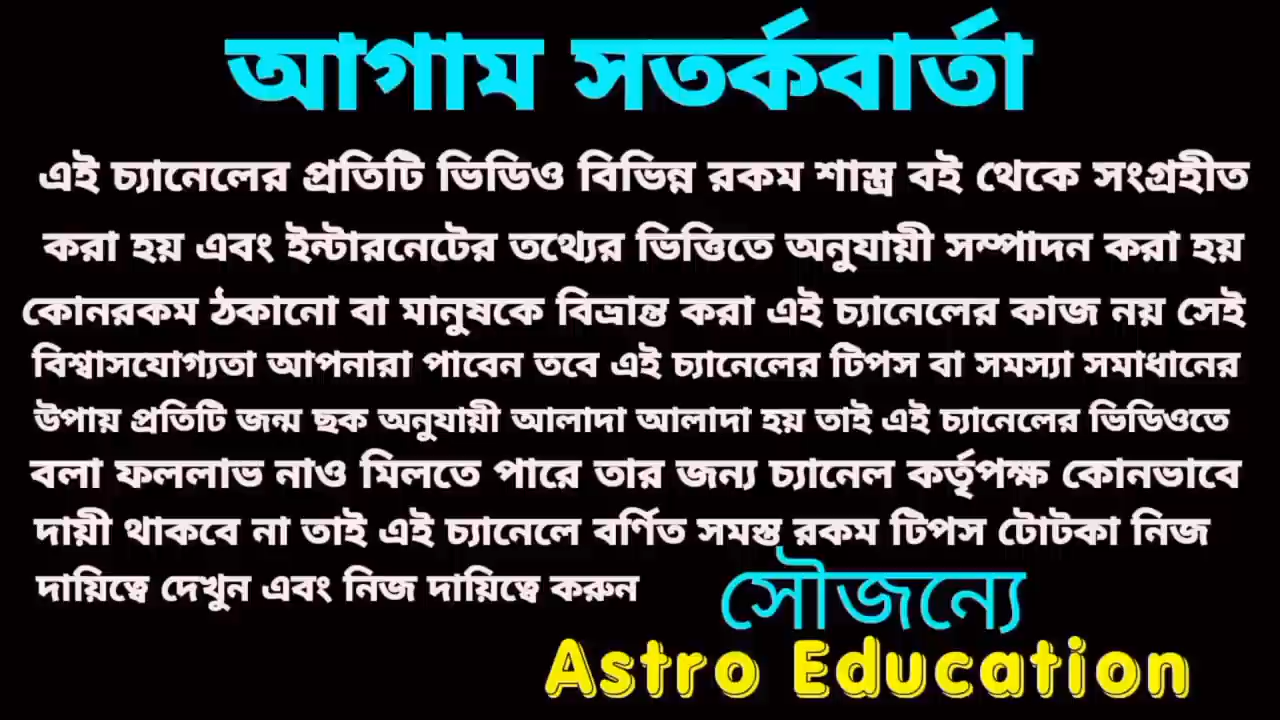 আগাম সতর্কবার্তা
এই চ্যানেলের প্রতিটি ভিডিও বিভিন্ন রকম শাস্ত্র বই থেকে সংগ্রহীত
করা হয় এবং ইন্টারনেটের তথ্যের ভিত্তিতে অনুযায়ী সম্পাদন করা হয়
কোনরকম ঠকানো বা মানুষকে বিভ্রান্ত করা এই চ্যানেলের কাজ নয় সেই
বিশ্বাসযোগ্যতা আপনারা পাবেন তবে এই চ্যানেলের টিপস বা সমস্যা সমাধানের
উপায় প্রতিটি জন্ম ছক অনুযায়ী আলাদা আলাদা হয় তাই এই চ্যানেলের ভিডিওতে
বলা ফললাভ নাও মিলতে পারে তার জন্য চ্যানেল কর্তৃপক্ষ কোনভাবে
দায়ী থাকবে না তাই এই চ্যানেলে বর্ণিত সমস্ত রকম টিপস টোটকা নিজ
দায়িত্বে দেখুন এবং নিজ দায়িত্বে করুন
সৌজন্যে
Astro Education